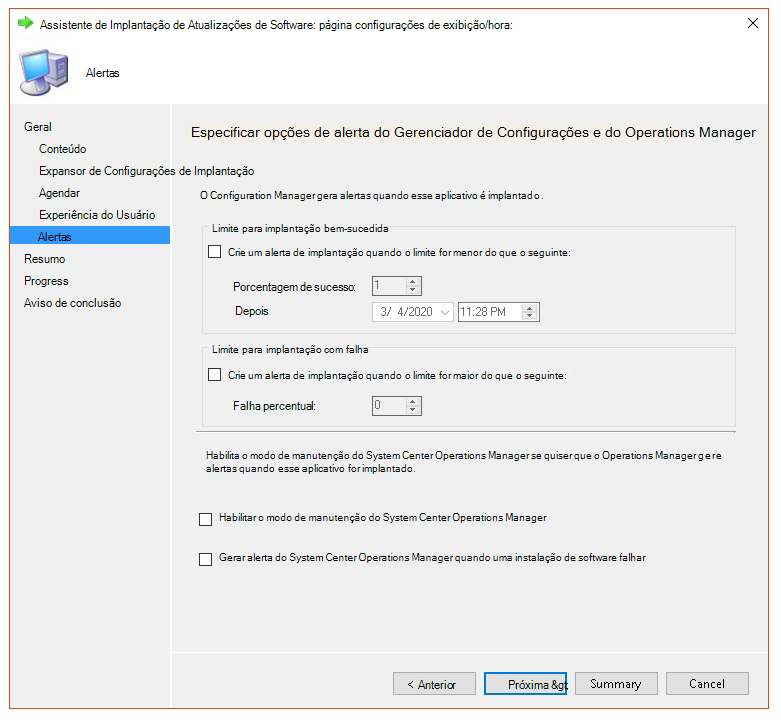 Assistente de Implantação de Atualizações de Software: página configurações de exibição/hora:
Alertas
Geral
Conteúdo
Expansor de Configurações de Implantação
Agendar
Experiência do Usuário
Alertas
Resumo
Progress
Aviso de conclusão
Especificar opções de alerta do Gerenciador de Configurações e do Operations Manager
O Configuration Manager gera alertas quando esse aplicativo é implantado.
Limite para implantação bem-sucedida
Crie um alerta de implantação quando o limite for menor do que o seguinte:
Porcentagem de sucesso: 1
Depois 3/ 4/2020 11:28 PM
Limite para implantação com falha
Crie um alerta de implantação quando o limite for maior do que o seguinte:
Falha percentual: 0
Habilita o modo de manutenção do System Center Operations Manager se quiser que o Operations Manager gere
alertas quando esse aplicativo for implantado.
Habilitar o modo de manutenção do System Center Operations Manager
Gerar alerta do System Center Operations Manager quando uma instalação de software falhar
< Anterior Próxima &gt; Summary Cancel